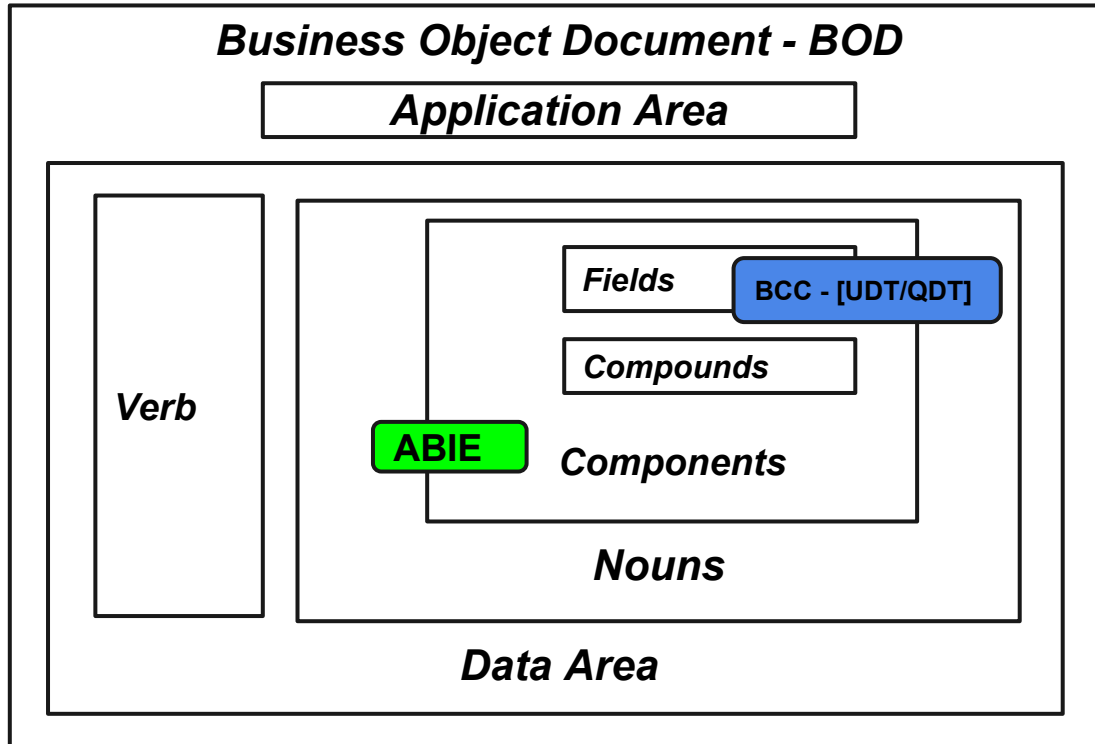 Business Object Document - BOD
Application Area
Fields
BCC - [UDT/QDT]
Compounds
Verb
ABIE
Components
Nouns
Data Area